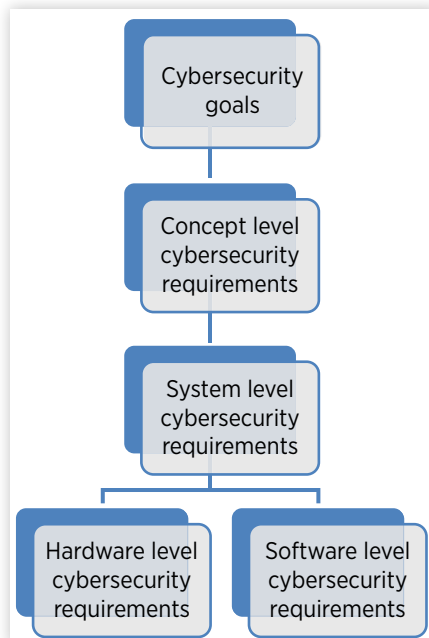 Cybersecurity
goals
Concept level
cybersecurity
requirements
System level
cybersecurity
requirements
Hardware level
cybersecurity
requirements
Software level
cybersecurity
requirements